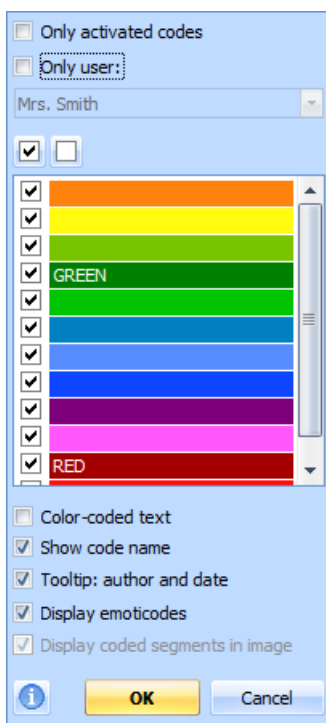 Only activated codes
Only user:
Mrs. Smith
GREEN
RED
Color-coded text
Show code name
Tooltip: author and date
Display emoticodes
Display coded segments in image
OK Cancel